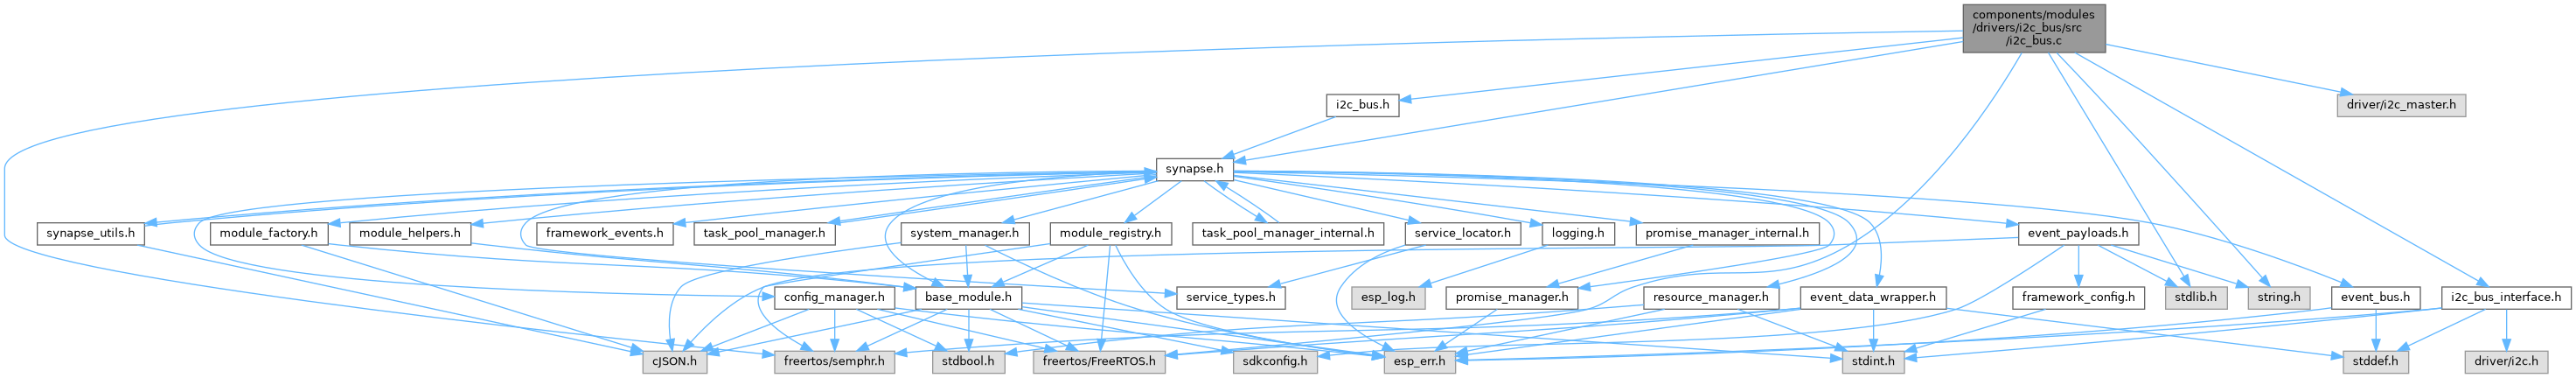 components/modules
/drivers/i2c_bus/src
/i2c_bus.c
i2c_bus.h
driver/i2c_master.h
synapse.h
synapse_utils.h
module_factory.h
module_helpers.h
framework_events.h
task_pool_manager.h
system_manager.h
module_registry.h
task_pool_manager_internal.h
service_locator.h
logging.h
promise_manager_internal.h
event_payloads.h
config_manager.h
base_module.h
service_types.h
esp_log.h
promise_manager.h
resource_manager.h
event_data_wrapper.h
framework_config.h
stdlib.h
string.h
event_bus.h
i2c_bus_interface.h
cJSON.h
freertos/semphr.h
stdbool.h
freertos/FreeRTOS.h
sdkconfig.h
esp_err.h
stdint.h
stddef.h
driver/i2c.h